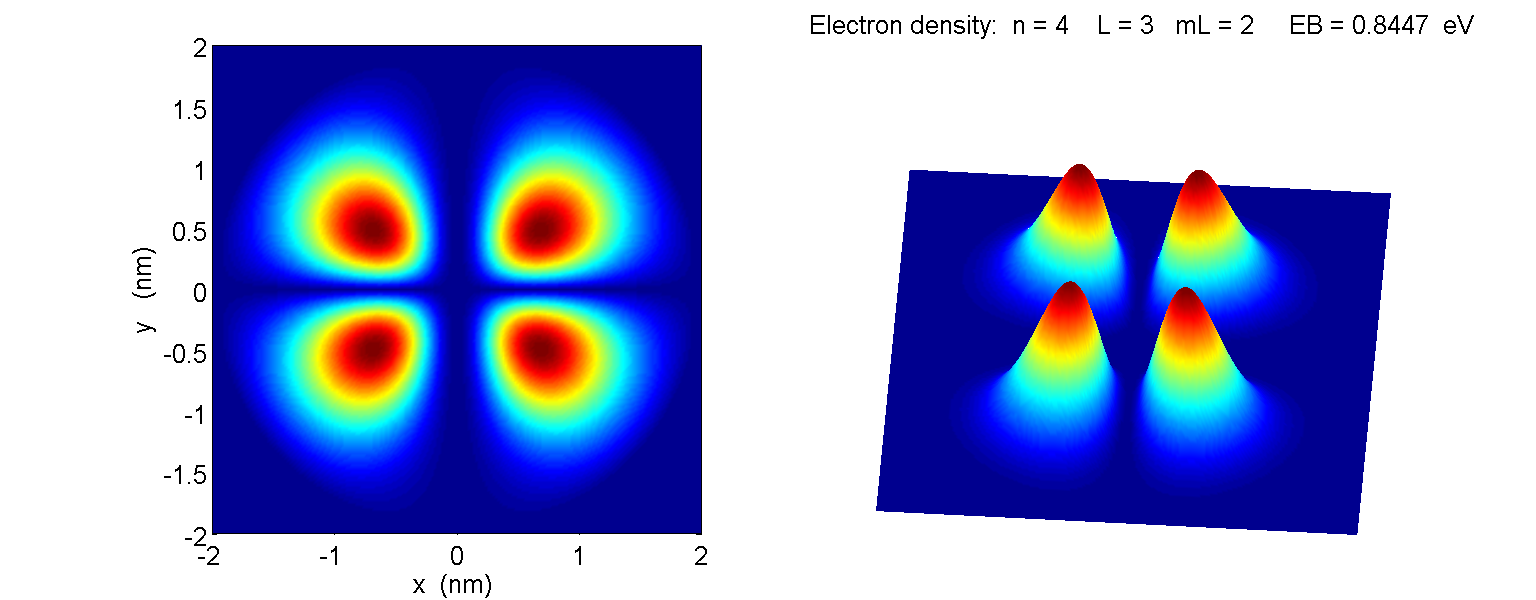 Electron density: n = 4 L = 3 mL = 2 EB = 0.8447 eV
2
1.5
1
0.5
0
-0.5
-1
-1.5
-2
y (nm)
-2 -1 0 1 2
x (nm)